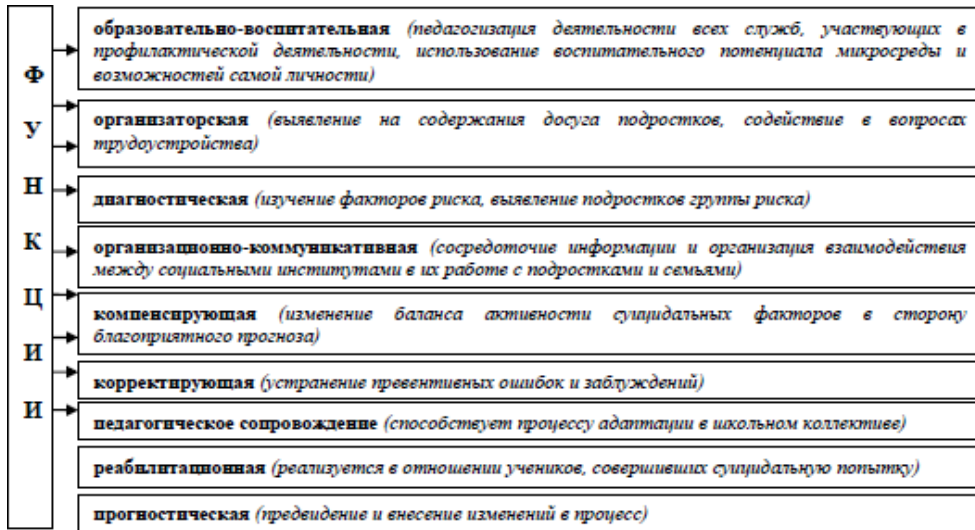 ФУНКЦИИ
образовательно-воспитательная (педагогизация деятельности всех служб, участвующих в
профилактической деятельности, использование воспитательного потенциала микросреды и
возможностей самой личности)
организаторская (выявление на содержания досуга подростков, содействие в вопросах
трудоустройства)
диагностическая (изучение факторов риска, выявление подростков группы риска)
организационно-коммуникативная (сосредоточие информации и организация взаимодействия
между социальными институтами в их работе с подростками и семьями)
компенсирующая (изменение баланса активности суицидальных факторов в сторону
благоприятного прогноза)
корректирующая (устранение превентивных ошибок и заблуждений)
педагогическое сопровождение (способствует процессу адаптации в школьном коллективе)
реабилитационная (реализуется в отношении учеников, совершивших суицидальную попытку)
прогностическая (предвидение и внесение изменений в процесс)